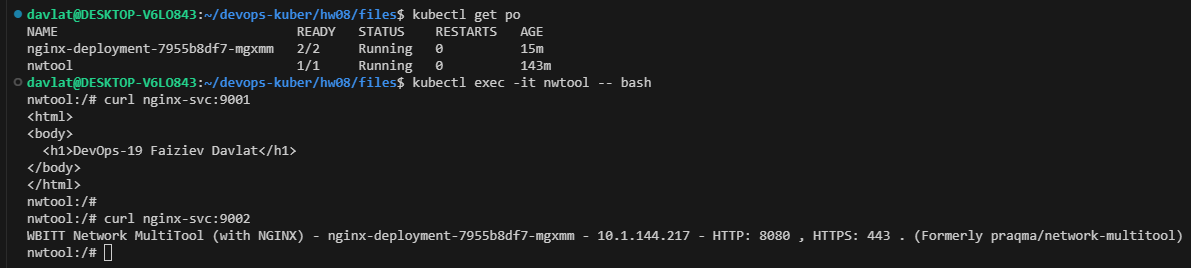 davlat@DESKTOP-V6LO843:~/devops-kuber/hw08/files$ kubectl get po
NAME                                READY   STATUS    RESTARTS   AGE
nginx-deployment-7955b8df7-mgxmm   2/2     Running   0          15m
nwtool                              1/1     Running   0          143m
davlat@DESKTOP-V6LO843:~/devops-kuber/hw08/files$ kubectl exec -it nwtool -- bash
nwtool:/# curl nginx-svc:9001
<html>
<body>
  <h1>DevOps-19 Faiziev Davlat</h1>
</body>
</html>
nwtool:/#
nwtool:/# curl nginx-svc:9002
WBITT Network MultiTool (with NGINX) - nginx-deployment-7955b8df7-mgxmm - 10.1.144.217 - HTTP: 8080 , HTTPS: 443 . (Formerly praqma/network-multitool)
nwtool:/#